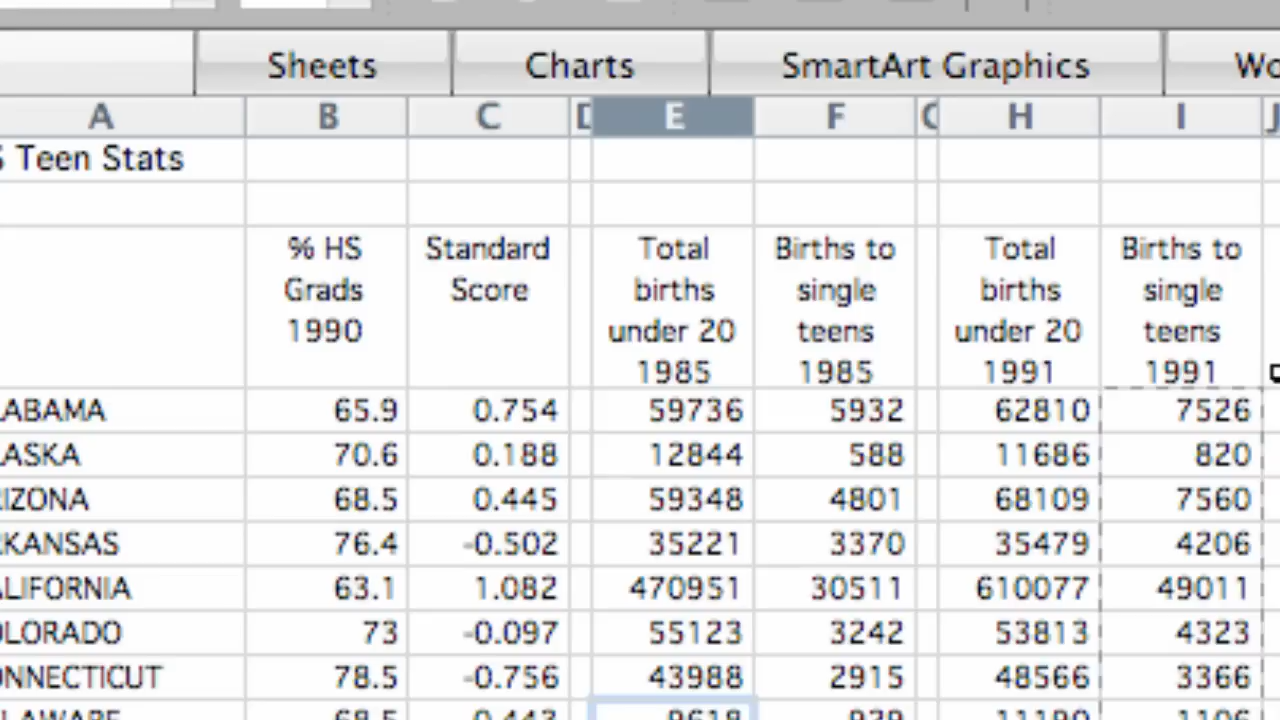 Sheets Charts SmartArt Graphics
A B C D E F G H I J
Teen Stats
% HS Standard Total Births to Total Births to
Grads Score births single births single
1990 under 20 teens under 20 teens
1985 1985 1991 1991
LABAMA 65.9 0.754 59736 5932 62810 7526
ASKA 70.6 0.188 12844 588 11686 820
IZONA 68.5 0.445 59348 4801 68109 7560
KANSAS 76.4 -0.502 35221 3370 35479 4206
LIFORNIA 63.1 1.082 470951 30511 610077 49011
OLORADO 73 -0.097 55123 3242 53813 4323
ONNECTICUT 78.5 -0.756 43988 2915 48566 3366